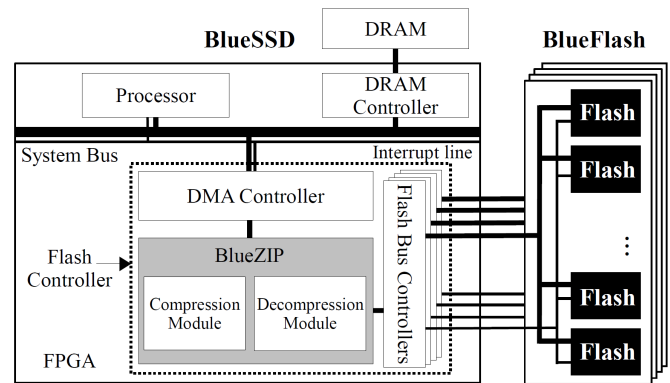 BlueSSD
DRAM
BlueFlash
Processor
DRAM
Controller
System Bus
Interrupt line
DMA Controller
Flash Bus Controllers
Flash
Controller
BlueZIP
Compression
Module
Decompression
Module
FPGA
Flash
Flash
...
Flash
Flash